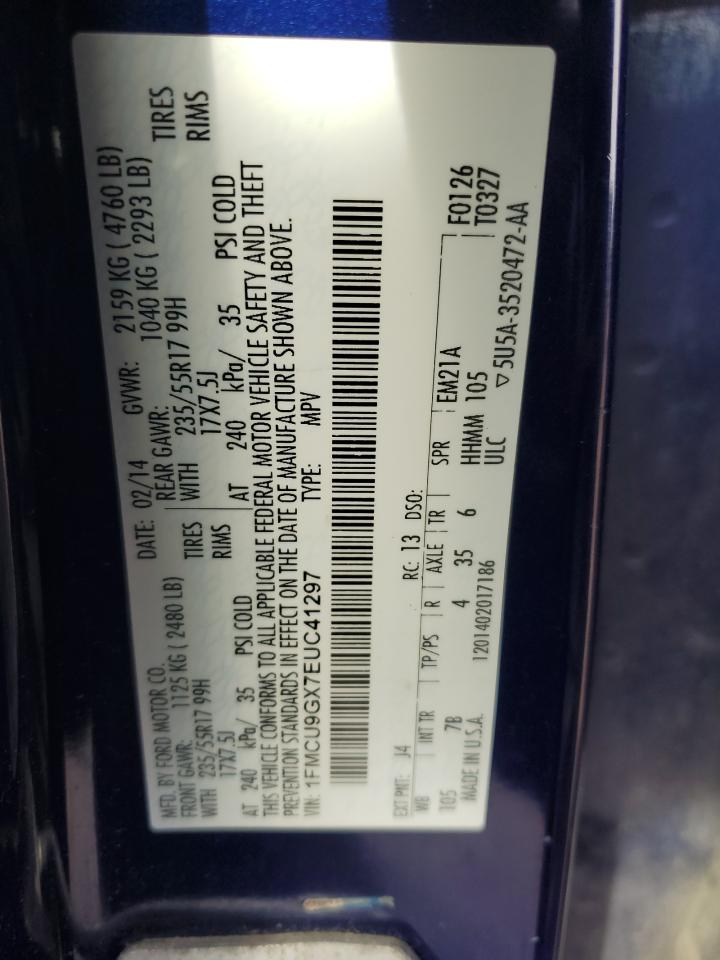 MFD. BY FORD MOTOR CO. DATE: 02/14 GVWR: 2159 KG ( 4760 LB)
FRONT GAWR: 1125 KG ( 2480 LB) REAR GAWR: 1040 KG ( 2293 LB)
WITH 235/55R17 99H TIRES WITH 235/55R17 99H TIRES
17X7.5J RIMS 17X7.5J RIMS
AT 240 kPa/ 35 PSI COLD AT 240 kPa/ 35 PSI COLD
THIS VEHICLE CONFORMS TO ALL APPLICABLE FEDERAL MOTOR VEHICLE SAFETY AND THEFT
PREVENTION STANDARDS IN EFFECT ON THE DATE OF MANUFACTURE SHOWN ABOVE.
VIN: 1FMCU9GX7EUC41297 TYPE: MPV
EXT PNT: J4 RC: 13 DSO: F0126
WB INT TR TP/PS R AXLE TR SPR EM21A T0327
105 7B 4 35 6 HHMM 105
MADE IN U.S.A. 1201402017186 ULC ▽5U5A-3520472-AA